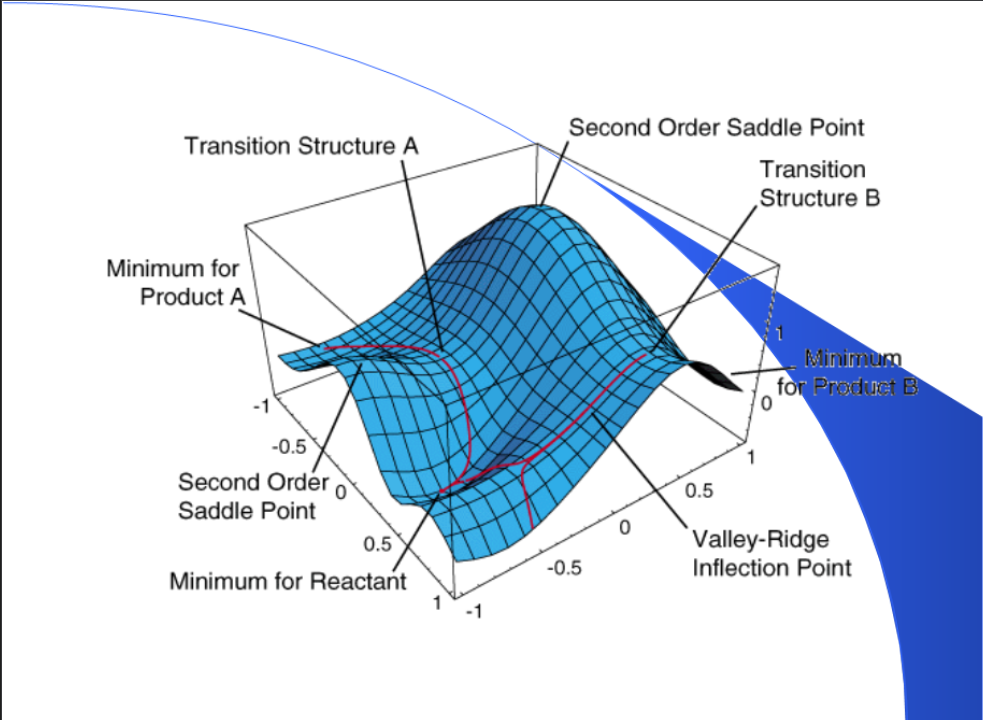 Second Order Saddle Point
Transition Structure A
Transition
Structure B
Minimum for
Product A
1
Minimum
for Product B
0
-1
-0.5
1
Second Order
Saddle Point
0
0.5
0.5
0
Valley-Ridge
Inflection Point
-0.5
Minimum for Reactant
1
-1